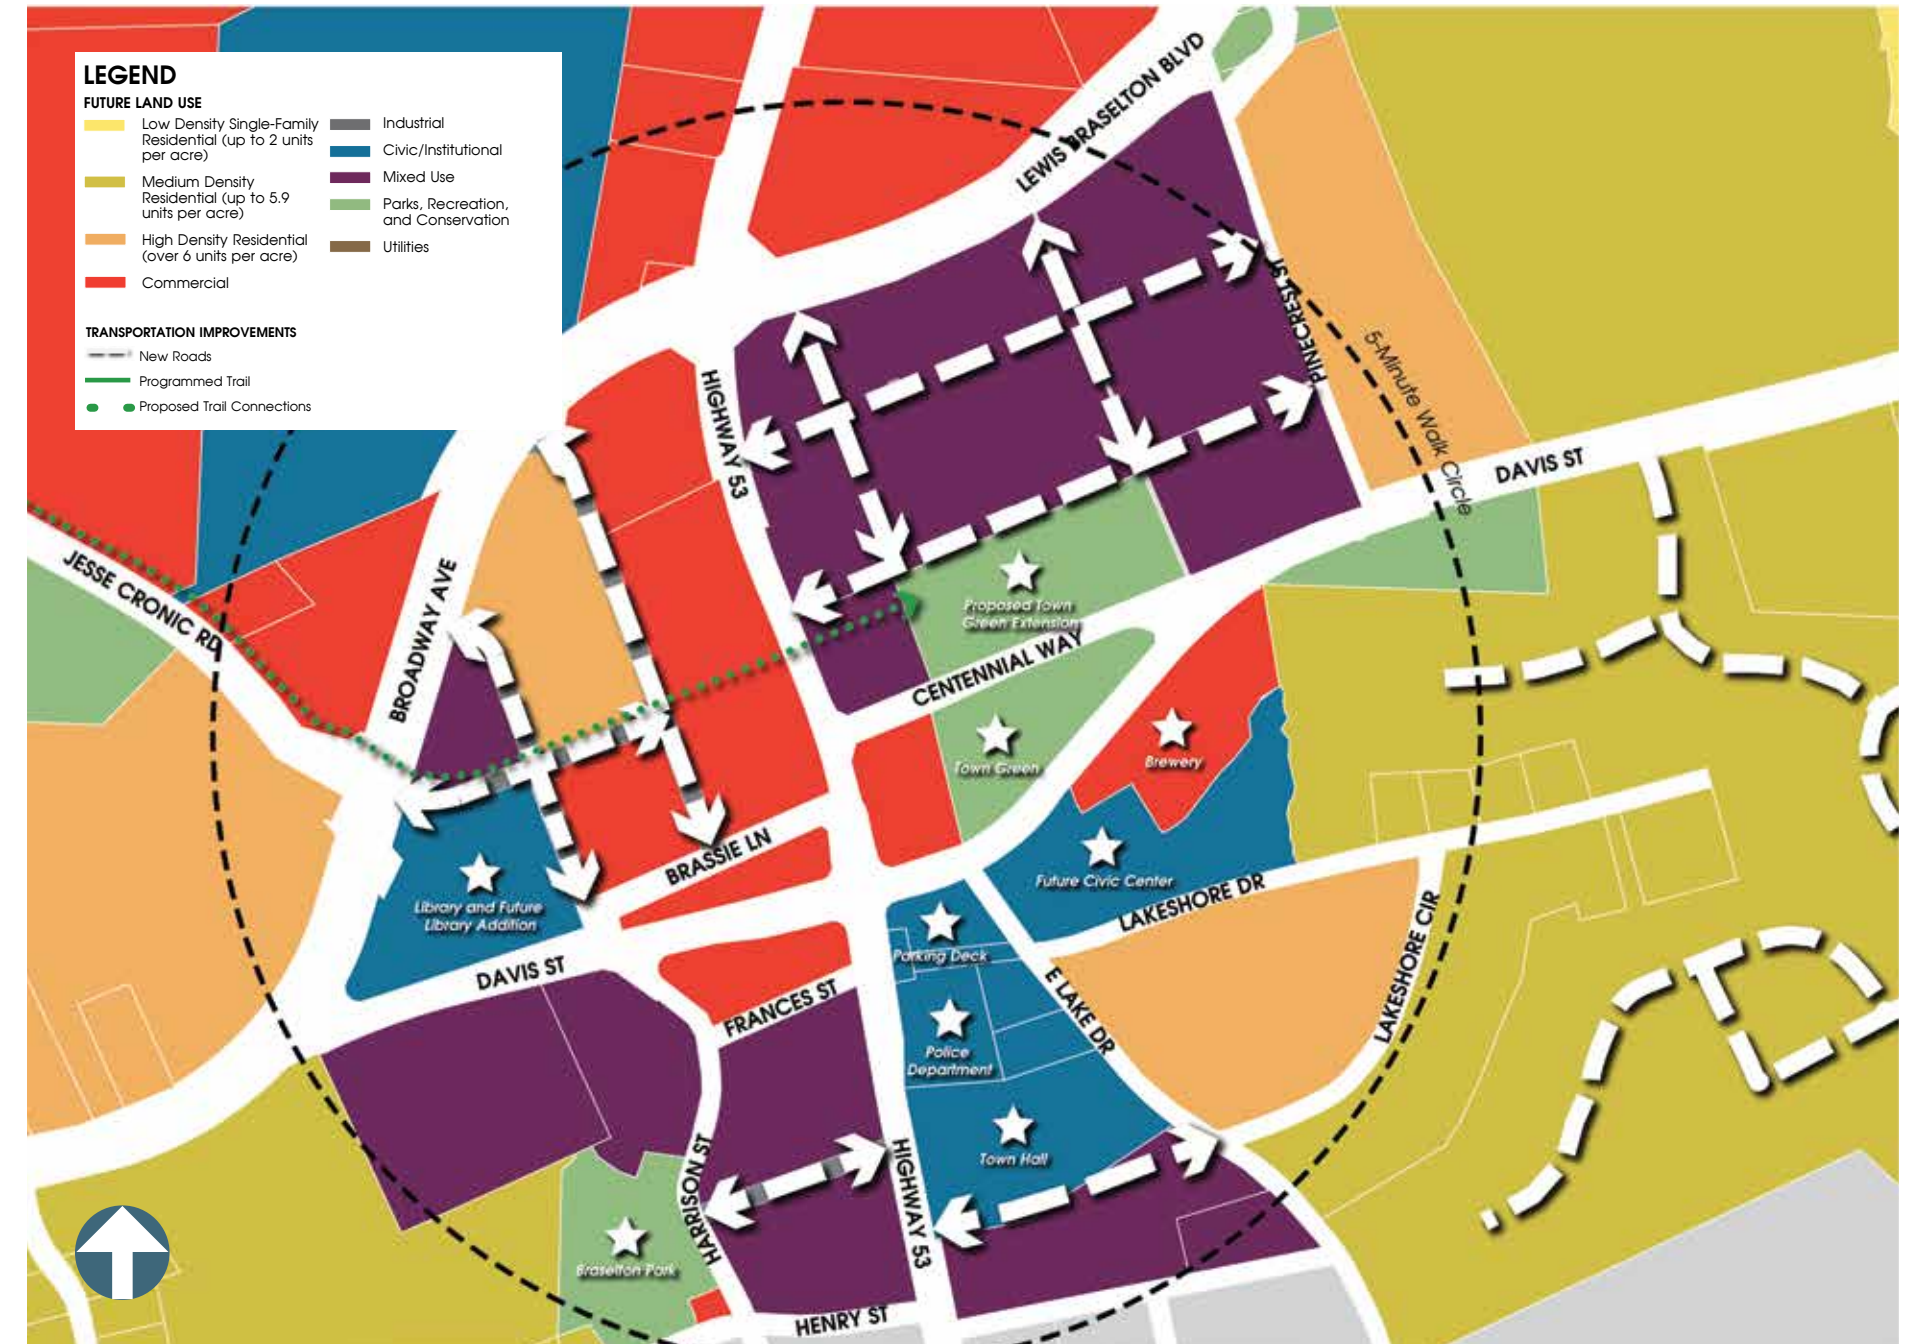 LEGEND
FUTURE LAND USE
Low Density Single-Family
Residential (up to 2 units
per acre)
Medium Density
Residential (up to 5.9
units per acre)
High Density Residential
(over 6 units per acre)
Commercial
Industrial
Civic/Institutional
Mixed Use
Parks, Recreation,
and Conservation
Utilities
TRANSPORTATION IMPROVEMENTS
New Roads
Programmed Trail
Proposed Trail Connections
LEWIS BRASELTON BLVD
HIGHWAY 53
PINECREST ST
5-Minute Walk Circle
DAVIS ST
JESSE CRONIC RD
BROADWAY AVE
Proposed Town
Green Extension
CENTENNIAL WAY
Town Green
Brewery
BRASSIE LN
Library and Future
Library Addition
Future Civic Center
LAKESHORE DR
LAKESHORE CIR
DAVIS ST
Parking Deck
FRANCES ST
E LAKE DR
Police
Department
Town Hall
HARRISON ST
HIGHWAY 53
Braselton Park
HENRY ST